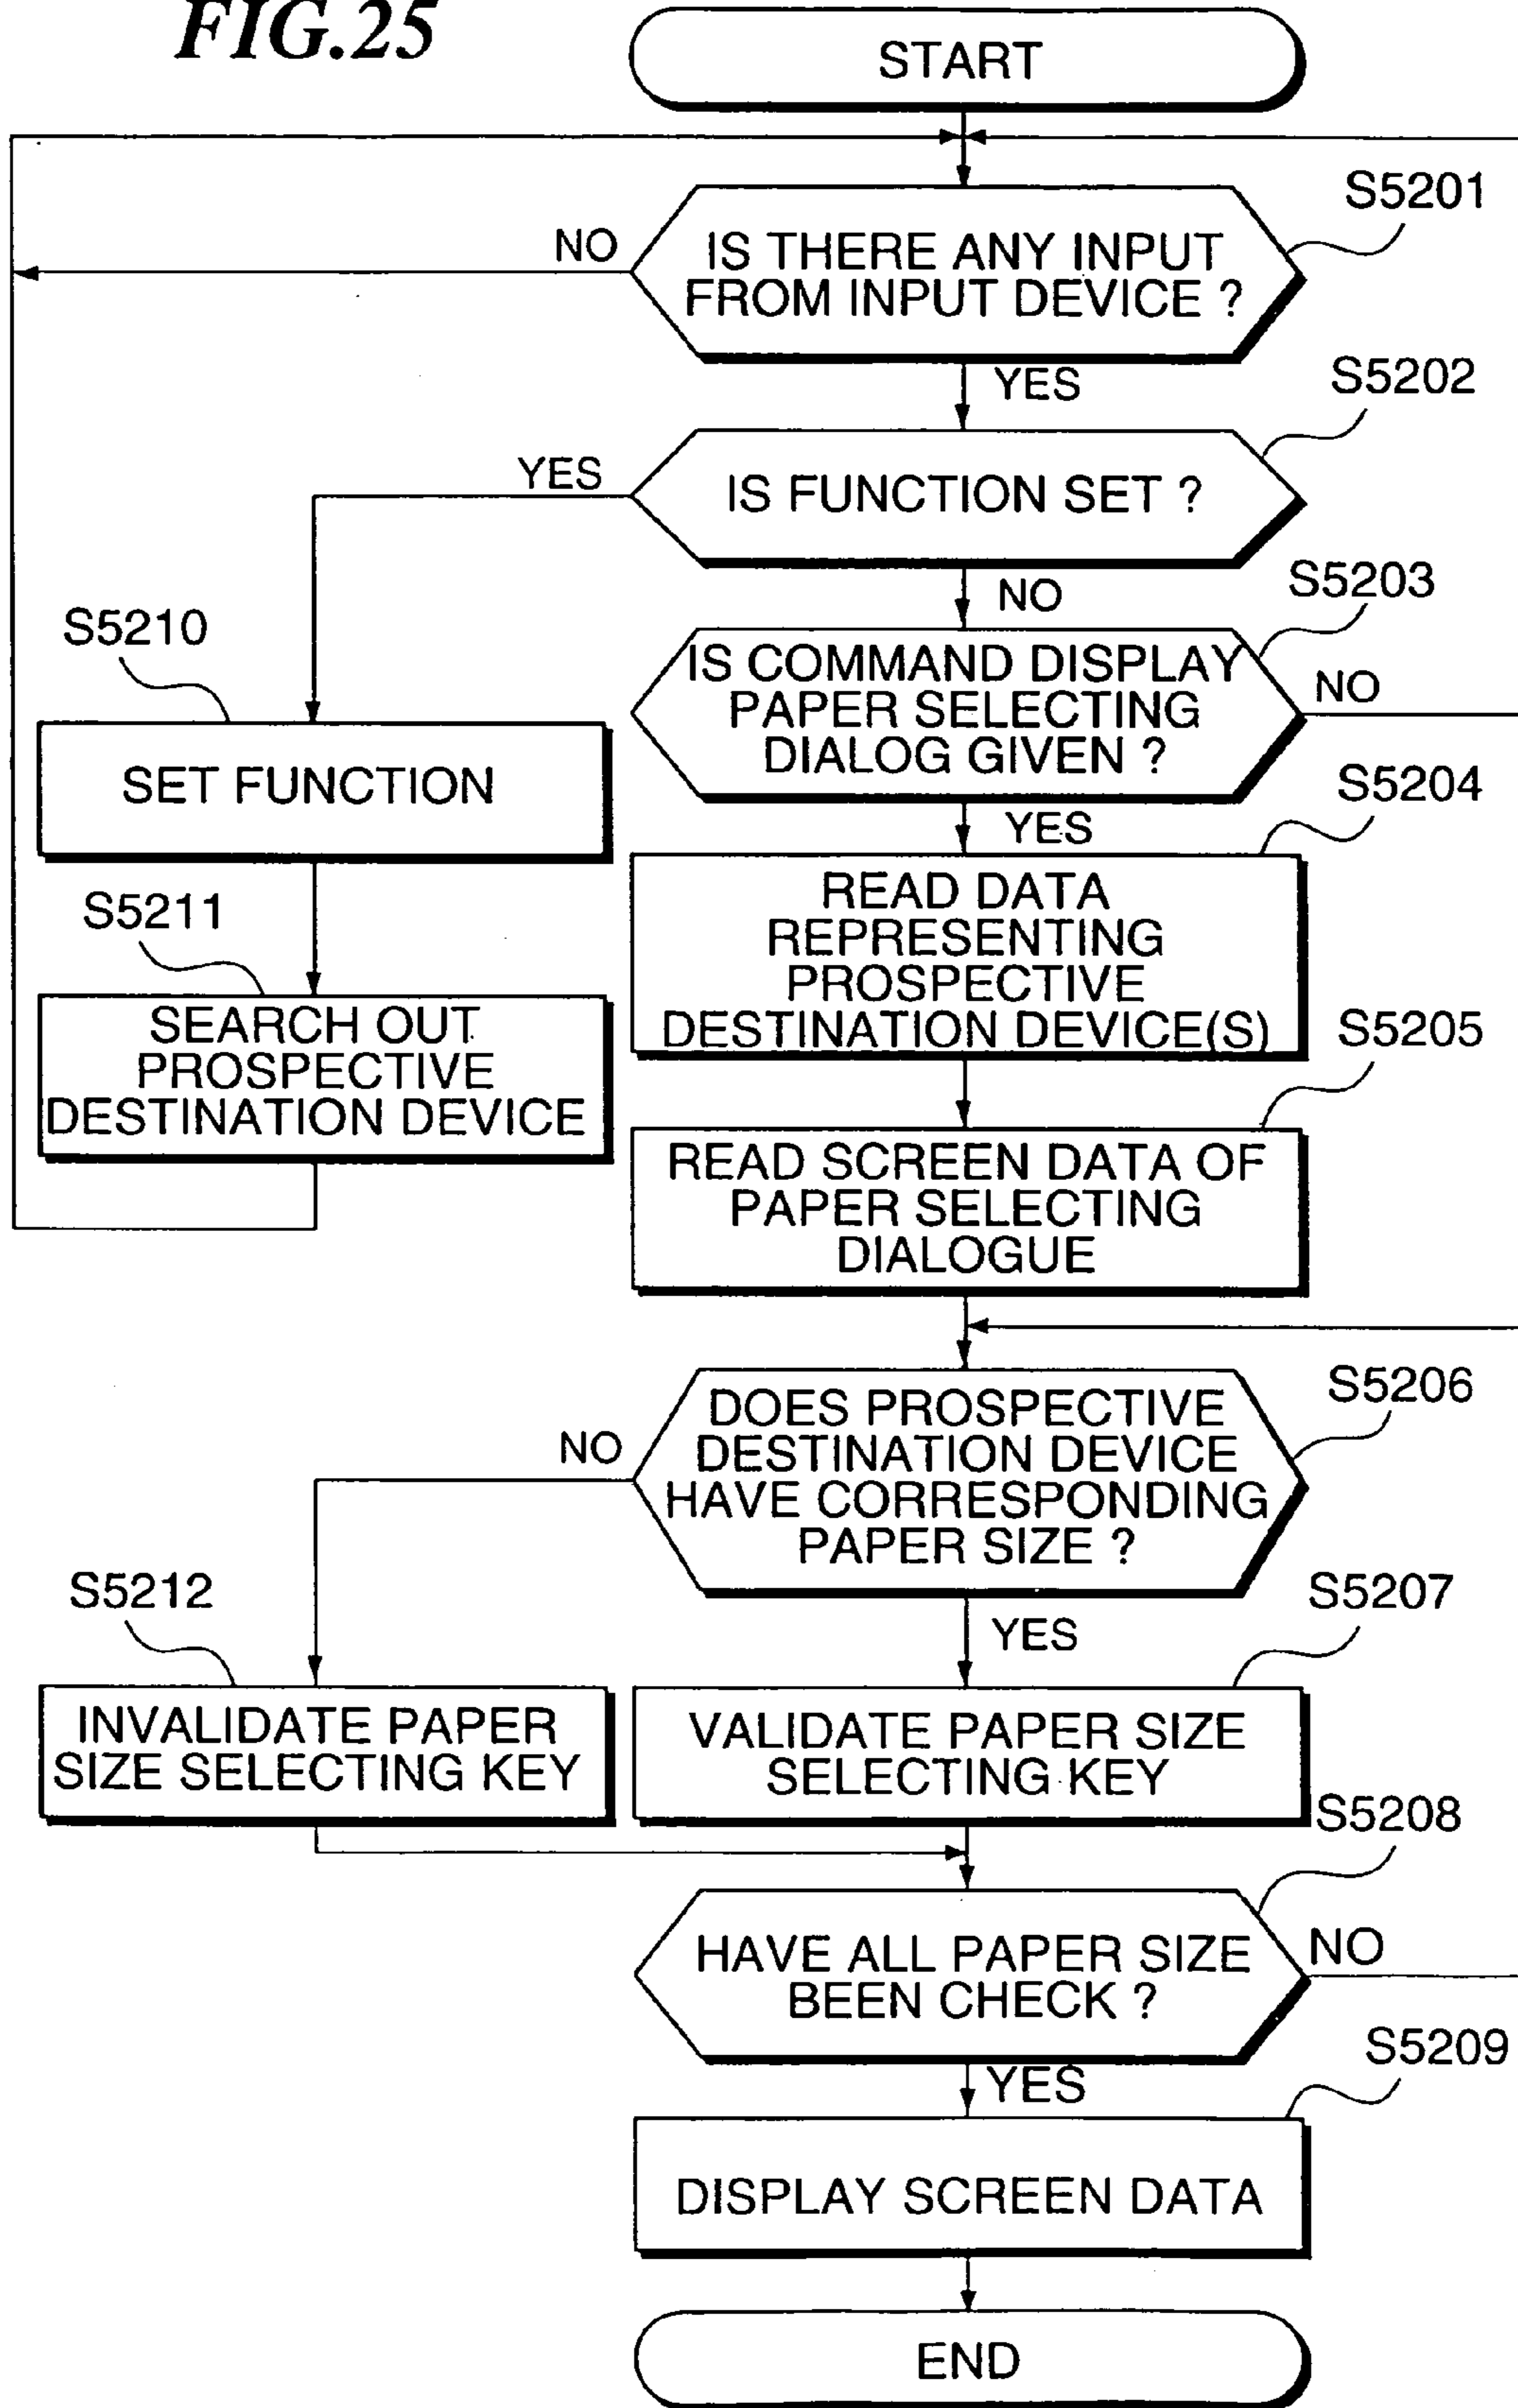 FIG.25
START
S5201
NO
IS THERE ANY INPUT
FROM INPUT DEVICE ?
YES
S5202
YES
IS FUNCTION SET ?
NO
S5203
S5210
IS COMMAND DISPLAY
PAPER SELECTING
DIALOG GIVEN ?
NO
SET FUNCTION
S5204
YES
READ DATA
REPRESENTING
PROSPECTIVE
DESTINATION DEVICE(S)
S5211
SEARCH OUT
PROSPECTIVE
DESTINATION DEVICE
S5205
READ SCREEN DATA OF
PAPER SELECTING
DIALOGUE
S5206
NO
DOES PROSPECTIVE
DESTINATION DEVICE
HAVE CORRESPONDING
PAPER SIZE ?
S5212
YES
S5207
INVALIDATE PAPER
SIZE SELECTING KEY
VALIDATE PAPER SIZE
SELECTING KEY
S5208
HAVE ALL PAPER SIZE
BEEN CHECK ?
NO
S5209
YES
DISPLAY SCREEN DATA
END